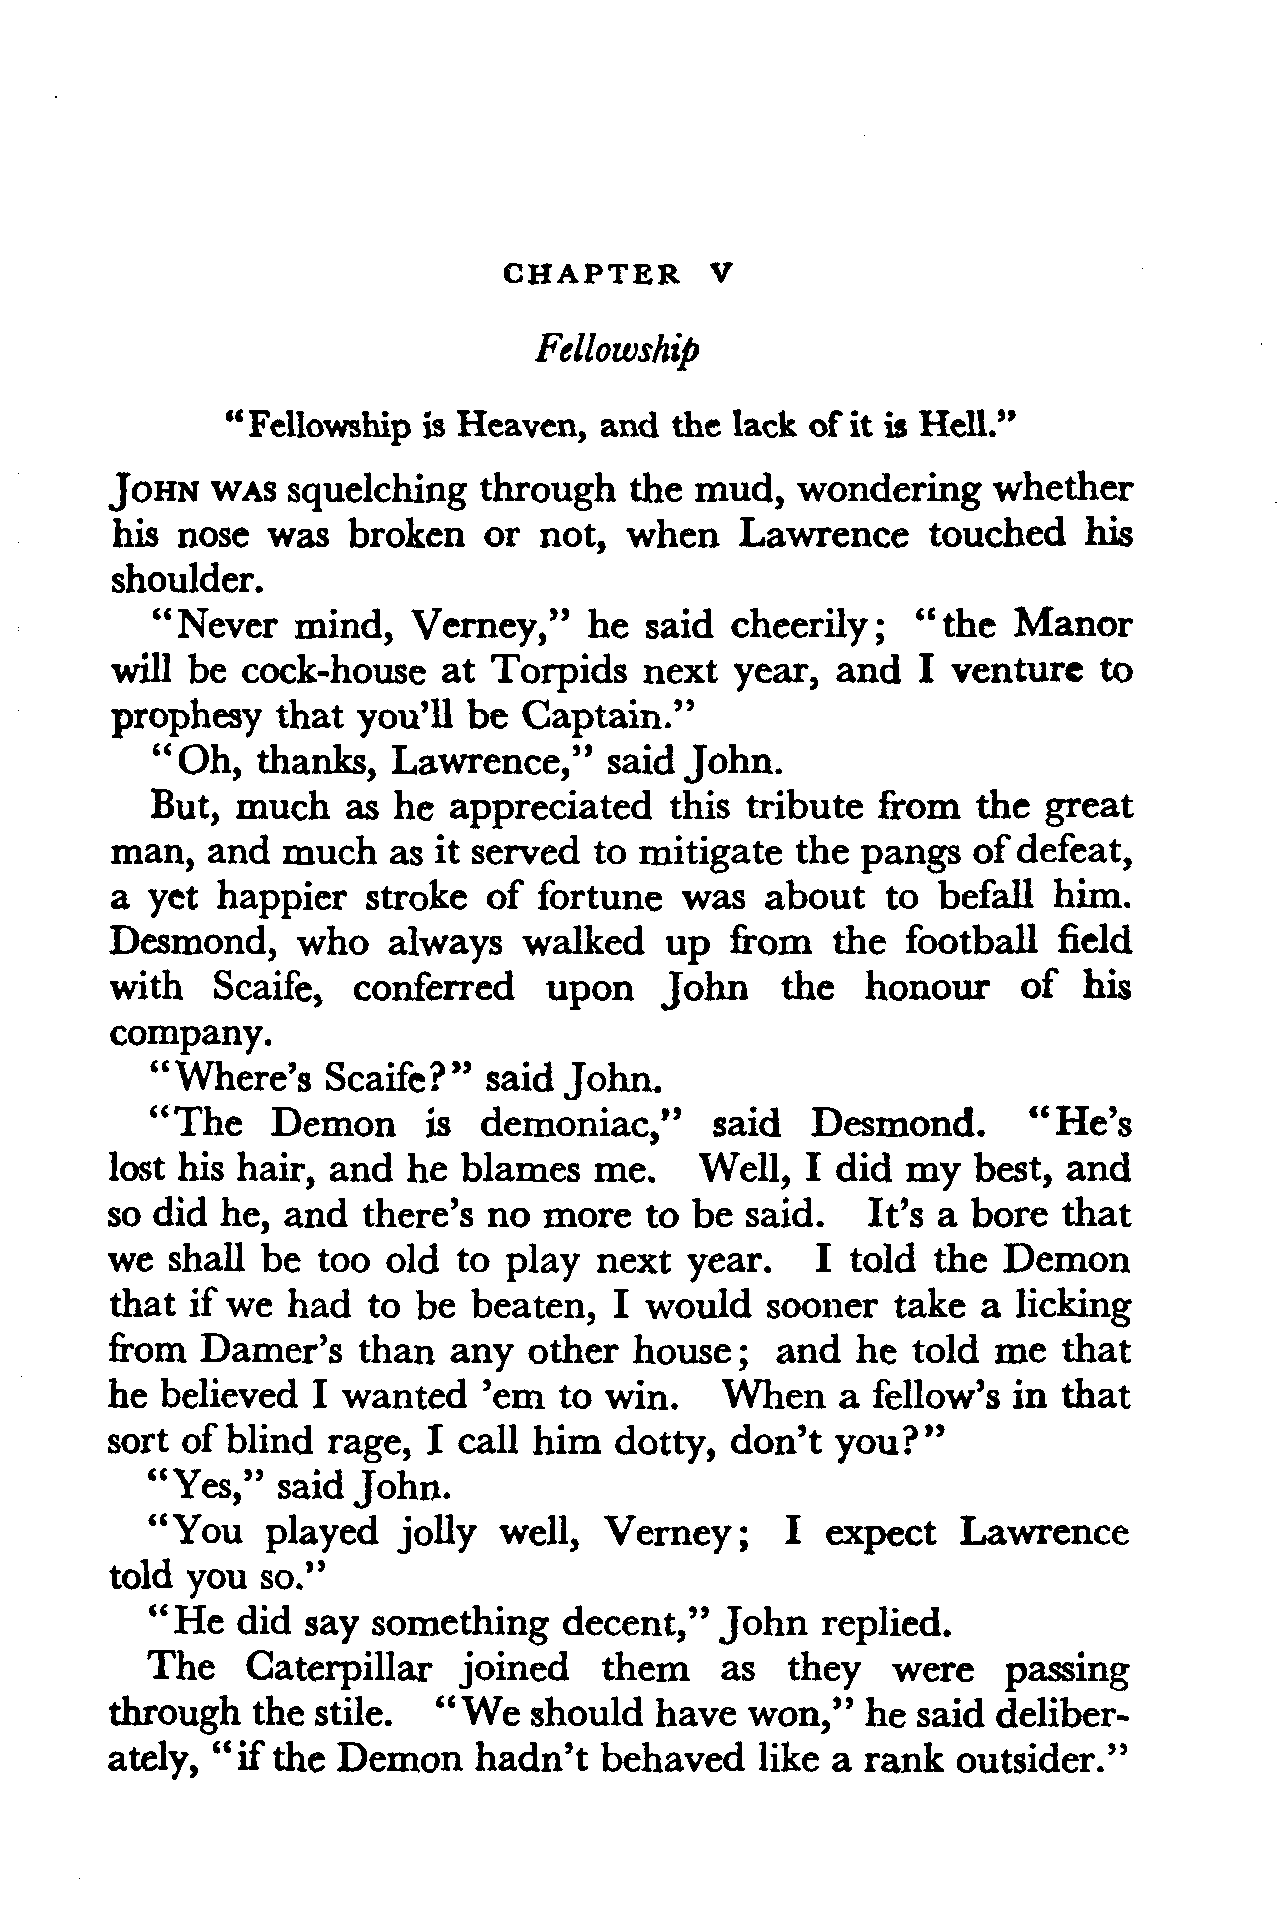 CHAPTER V
Fellowship
“Fellowship is Heaven, and the lack of it is Hell.”
JOHN WAS squelching through the mud, wondering whether
his nose was broken or not, when Lawrence touched his
shoulder.
“Never mind, Verney,” he said cheerily; “the Manor
will be cock-house at Torpids next year, and I venture to
prophesy that you’ll be Captain.”
“Oh, thanks, Lawrence,” said John.
But, much as he appreciated this tribute from the great
man, and much as it served to mitigate the pangs of defeat,
a yet happier stroke of fortune was about to befall him.
Desmond, who always walked up from the football field
with Scaife, conferred upon John the honour of his
company.
“Where’s Scaife?” said John.
“The Demon is demoniac,” said Desmond. “He’s
lost his hair, and he blames me. Well, I did my best, and
so did he, and there’s no more to be said. It’s a bore that
we shall be too old to play next year. I told the Demon
that if we had to be beaten, I would sooner take a licking
from Damer’s than any other house; and he told me that
he believed I wanted ’em to win. When a fellow’s in that
sort of blind rage, I call him dotty, don’t you?”
“Yes,” said John.
“You played jolly well, Verney; I expect Lawrence
told you so.”
“He did say something decent,” John replied.
The Caterpillar joined them as they were passing
through the stile. “We should have won,” he said deliber-
ately, “if the Demon hadn’t behaved like a rank outsider.”